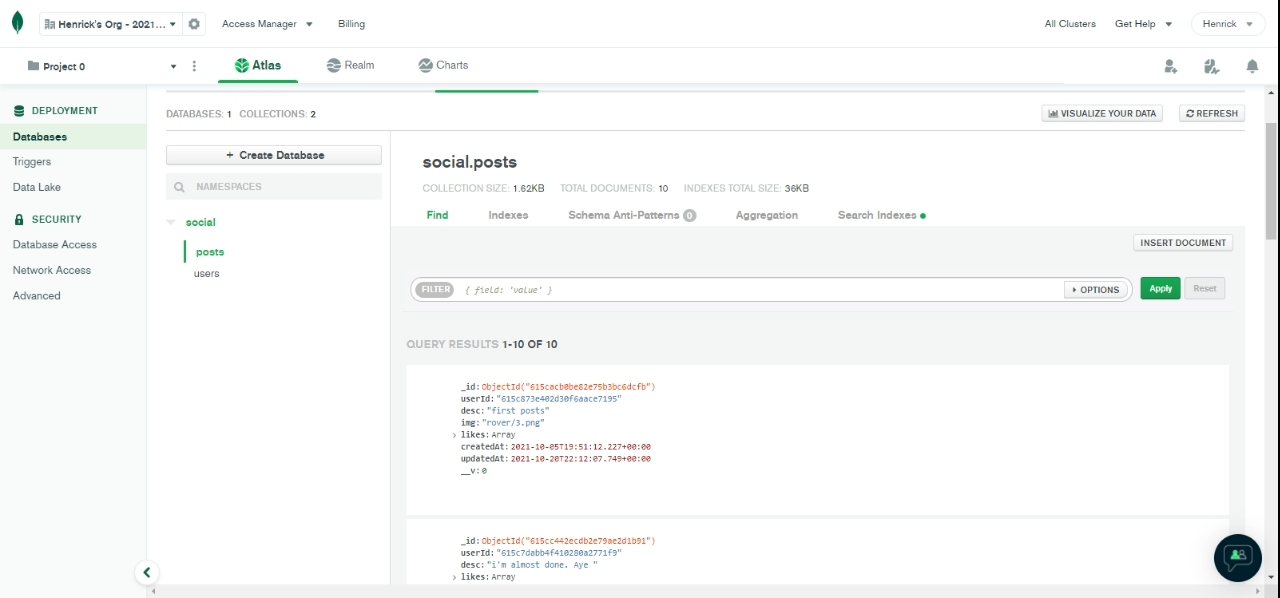 Henrick's Org - 2021... Access Manager Billing All Clusters Get Help Henrick
Project 0 Atlas Realm Charts
DEPLOYMENT
Databases
Triggers
Data Lake
SECURITY
Database Access
Network Access
Advanced
DATABASES: 1 COLLECTIONS: 2
VISUALIZE YOUR DATA REFRESH
+ Create Database
NAMESPACES
social
posts
users
social.posts
COLLECTION SIZE: 1.62KB TOTAL DOCUMENTS: 10 INDEXES TOTAL SIZE: 36KB
Find Indexes Schema Anti-Patterns 0 Aggregation Search Indexes
INSERT DOCUMENT
FILTER { field: 'value' } OPTIONS Apply Reset
QUERY RESULTS 1-10 OF 10
_id:ObjectId("615cacb0be82e75b3bc6dcfb")
userId:"615c873e402d30f6aace7195"
desc:"first posts"
img:"rover/3.png"
likes:Array
createdAt:2021-10-05T19:51:12.227+00:00
updatedAt:2021-10-20T22:12:07.749+00:00
__v:0
_id:ObjectId("615cc442ecdb2e79ae2d1b91")
userId:"615c7dabb4f410280a2771f9"
desc:"i'm almost done. Aye "
likes:Array